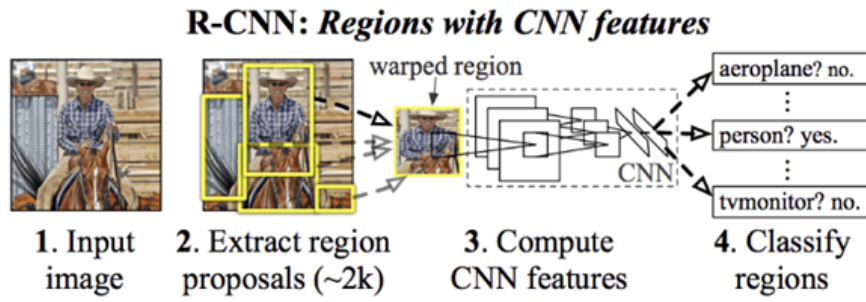 R-CNN: Regions with CNN features
warped region
aeroplane? no.
⋮
person? yes.
⋮
tvmonitor? no.
CNN
1. Input
image
2. Extract region
proposals (~2k)
3. Compute
CNN features
4. Classify
regions